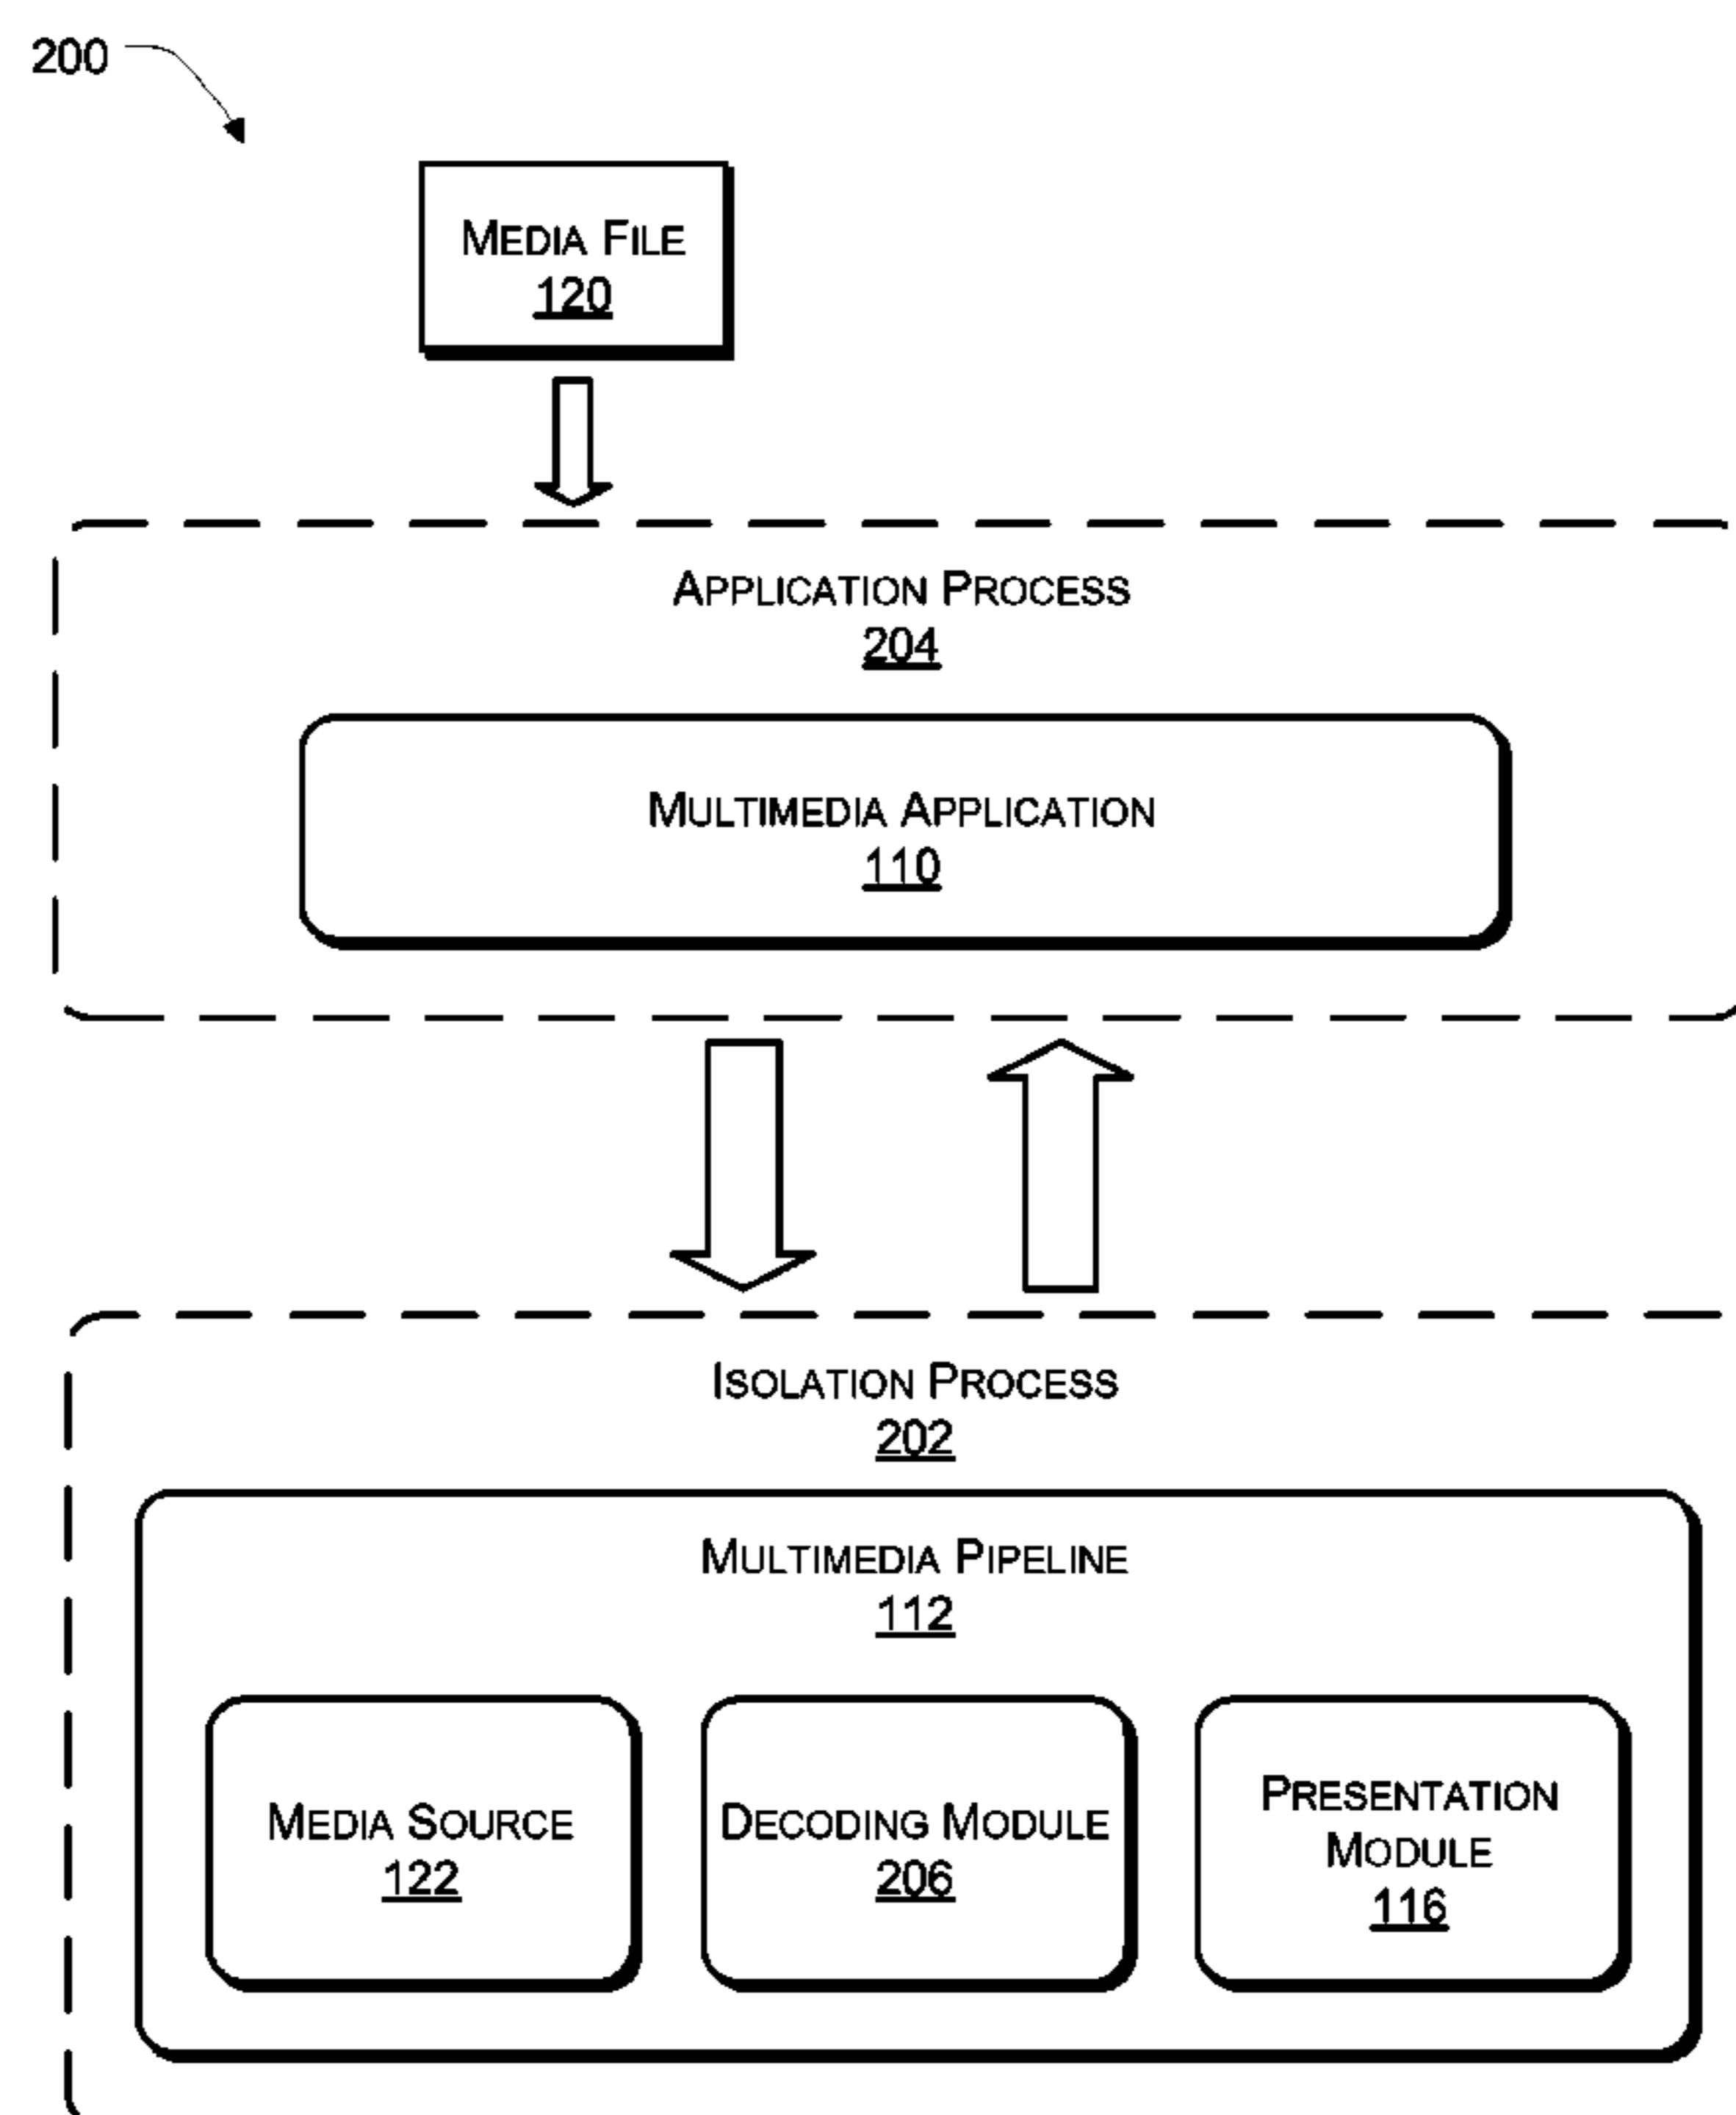 200
MEDIA FILE
120
APPLICATION PROCESS
204
MULTIMEDIA APPLICATION
110
ISOLATION PROCESS
202
MULTIMEDIA PIPELINE
112
MEDIA SOURCE
122
DECODING MODULE
206
PRESENTATION
MODULE
116